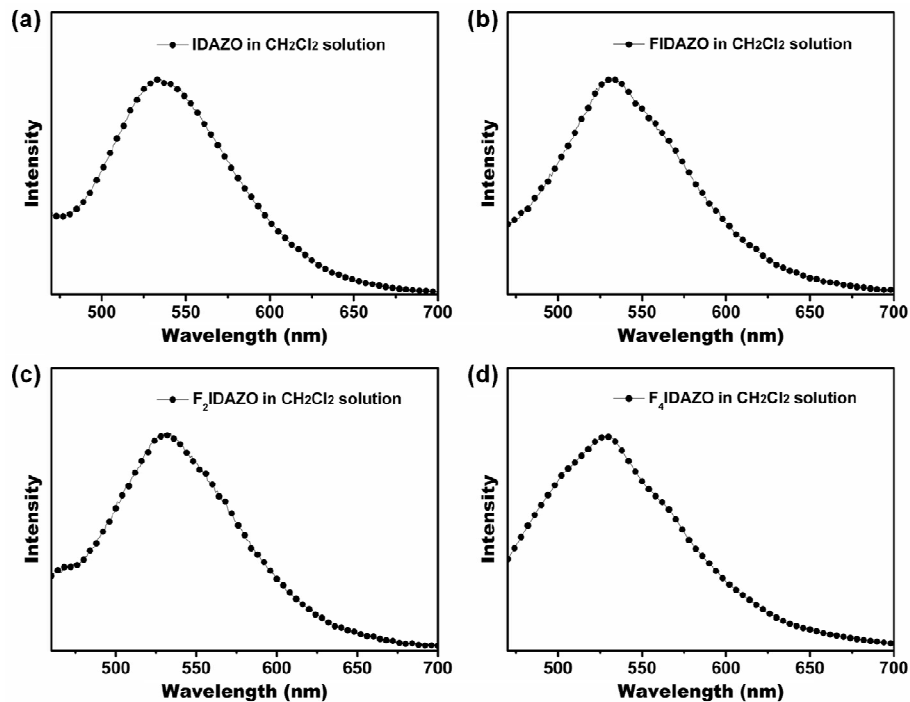 (a)
IDAZO in CH2Cl2 solution
Intensity
500 550 600 650 700
Wavelength (nm)
(b)
FIDAZO in CH2Cl2 solution
Intensity
500 550 600 650 700
Wavelength (nm)
(c)
F2IDAZO in CH2Cl2 solution
Intensity
500 550 600 650 700
Wavelength (nm)
(d)
F4IDAZO in CH2Cl2 solution
Intensity
500 550 600 650 700
Wavelength (nm)